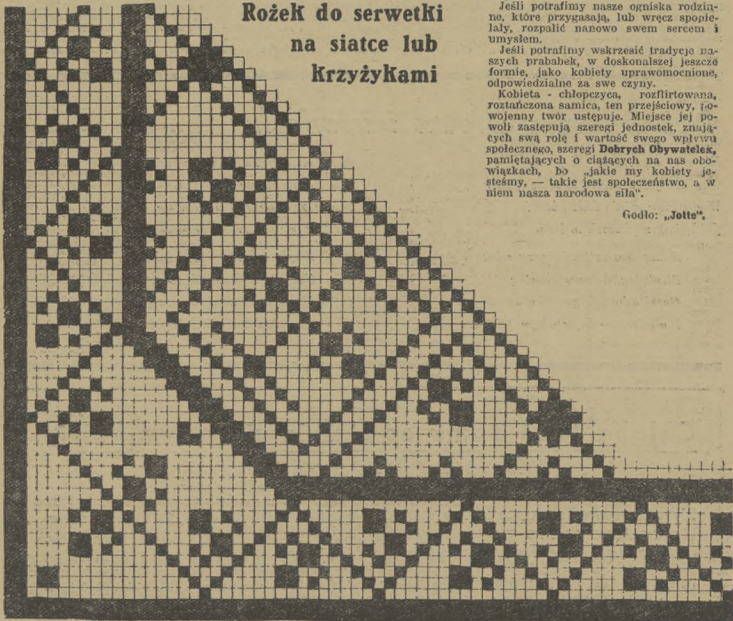 Rożek do serwetki
na siatce lub
krzyżykami
Jeśli potrafimy nasze ogniska rodzin-
ne, które przygasają, lub wręcz spopie-
lały, rozpalić nanowo swem sercem i
umysłem.
Jeśli potrafimy wskrzesić tradycje na-
szych prababek, w doskonalszej jeszcze
formie, jako kobiety uprawomocnione,
odpowiedzialne za swe czyny.
Kobieta - chłopczyca, rozflirtowana,
roztańczona samica, ten przejściowy, po-
wojenny twór ustępuje. Miejsce jej po-
woli zastępują szeregi jednostek, znają-
cych swą rolę i wartość swego wpływu
społecznego, szeregi Dobrych Obywatelek,
pamiętających o ciążących na nas obo-
wiązkach, bo „jakie my kobiety je-
steśmy, — takie jest społeczeństwo, a w
niem nasza narodowa siła".
Godło: „Jotte".